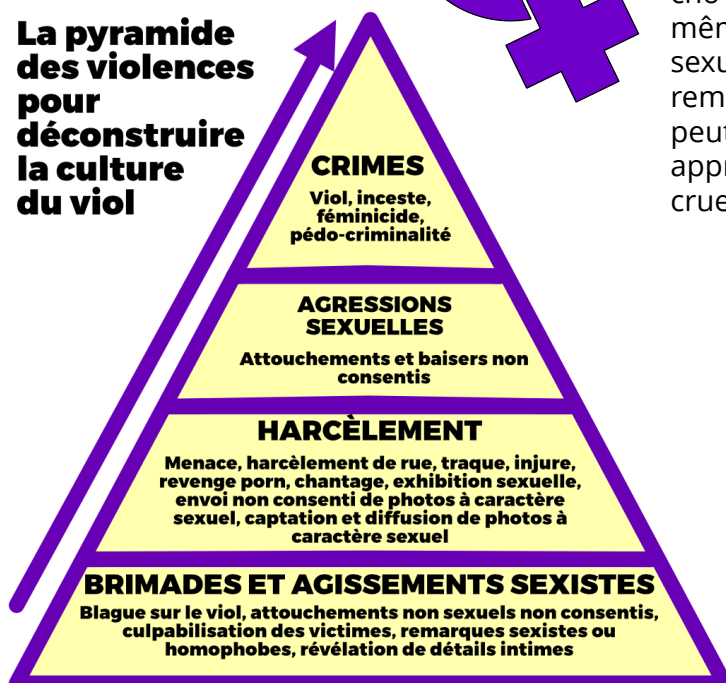 La pyramide
des violences
pour
déconstruire
la culture
du viol
CRIMES
Viol, inceste,
féminicide,
pédo-criminalité
AGRESSIONS
SEXUELLES
Attouchements et baisers non
consentis
HARCÈLEMENT
Menace, harcèlement de rue, traque, injure,
revenge porn, chantage, exhibition sexuelle,
envoi non consenti de photos à caractère
sexuel, captation et diffusion de photos à
caractère sexuel
BRIMADES ET AGISSEMENTS SEXISTES
Blague sur le viol, attouchements non sexuels non consentis,
culpabilisation des victimes, remarques sexistes ou
homophobes, révélation de détails intimes